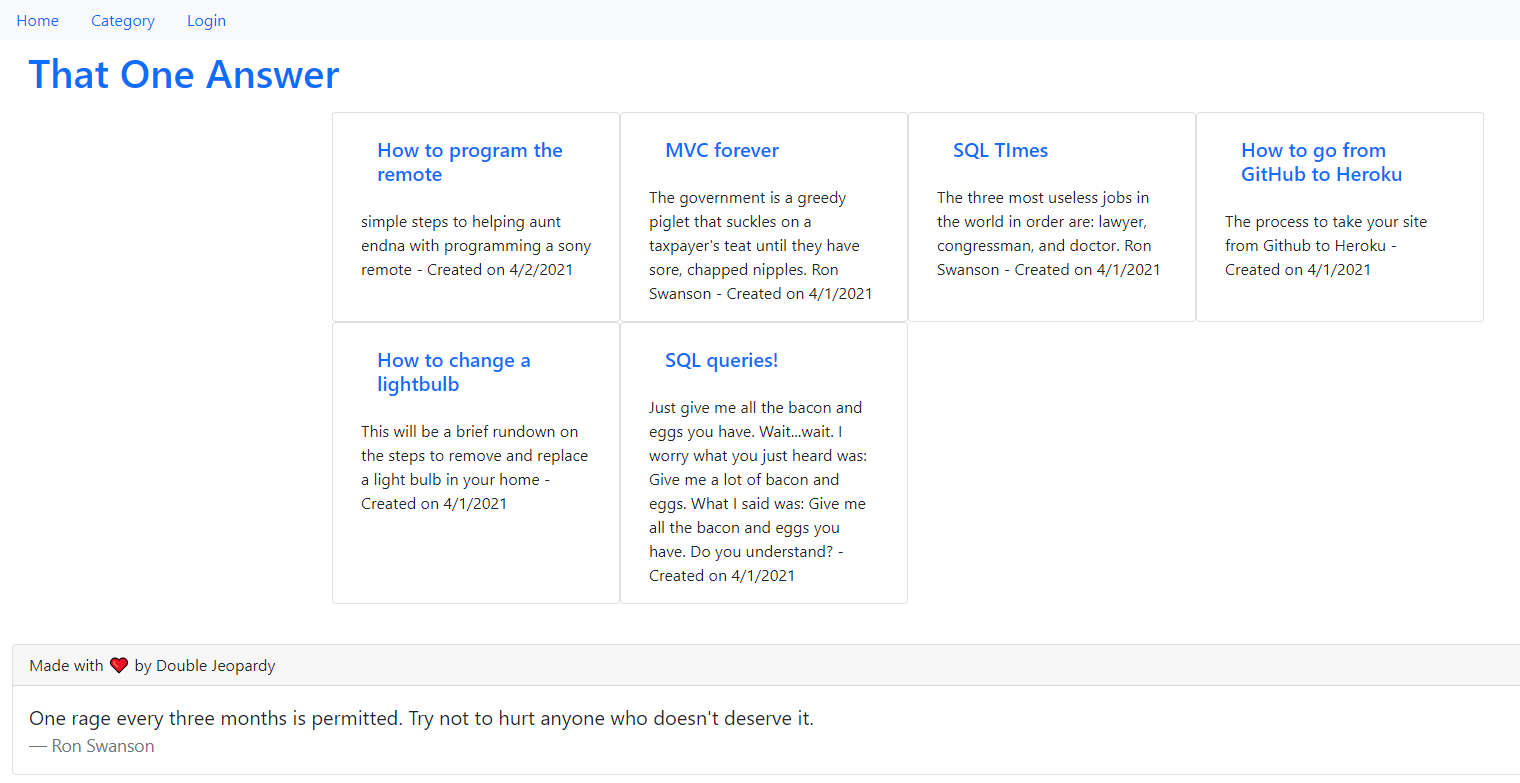 Home Category Login
That One Answer
How to program the
remote
simple steps to helping aunt
endna with programming a sony
remote - Created on 4/2/2021
MVC forever
The government is a greedy
piglet that suckles on a
taxpayer's teat until they have
sore, chapped nipples. Ron
Swanson - Created on 4/1/2021
SQL TImes
The three most useless jobs in
the world in order are: lawyer,
congressman, and doctor. Ron
Swanson - Created on 4/1/2021
How to go from
GitHub to Heroku
The process to take your site
from Github to Heroku -
Created on 4/1/2021
How to change a
lightbulb
This will be a brief rundown on
the steps to remove and replace
a light bulb in your home -
Created on 4/1/2021
SQL queries!
Just give me all the bacon and
eggs you have. Wait...wait. I
worry what you just heard was:
Give me a lot of bacon and
eggs. What I said was: Give me
all the bacon and eggs you
have. Do you understand? -
Created on 4/1/2021
Made with ❤️ by Double Jeopardy
One rage every three months is permitted. Try not to hurt anyone who doesn't deserve it.
— Ron Swanson